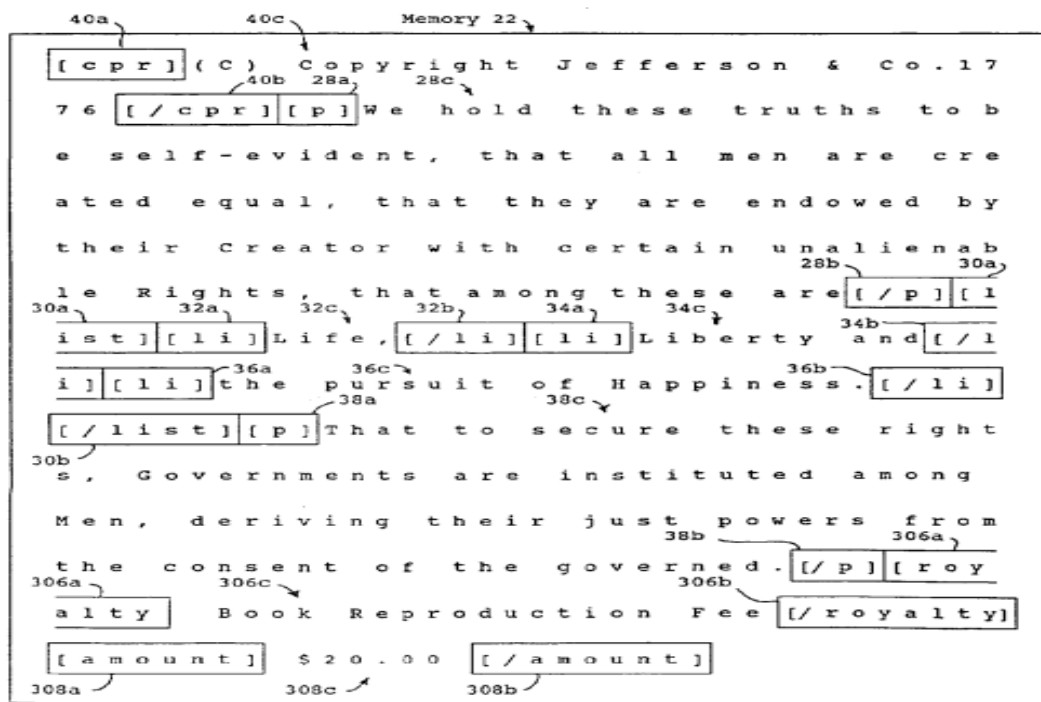 40a 40c Memory 22
[cpr](C) Copyright Jefferson & Co.17
40b 28a 28c
76 [/cpr][p]We hold these truths to b
e self-evident, that all men are cre
ated equal, that they are endowed by
their Creator with certain unalienab
28b 30a
le Rights, that among these are[/p][l
30a 32a 32c 32b 34a 34c 34b
ist][li]Life,[/li][li]Liberty and[/l
36a 36c 36b
i][li]the pursuit of Happiness.[/li]
38a 38c
[/list][p]That to secure these right
30b
s, Governments are instituted among
Men, deriving their just powers from
38b 306a
the consent of the governed.[/p][roy
306a 306c 306b
alty Book Reproduction Fee[/royalty]
[amount] $20.00 [/amount]
308a 308c 308b